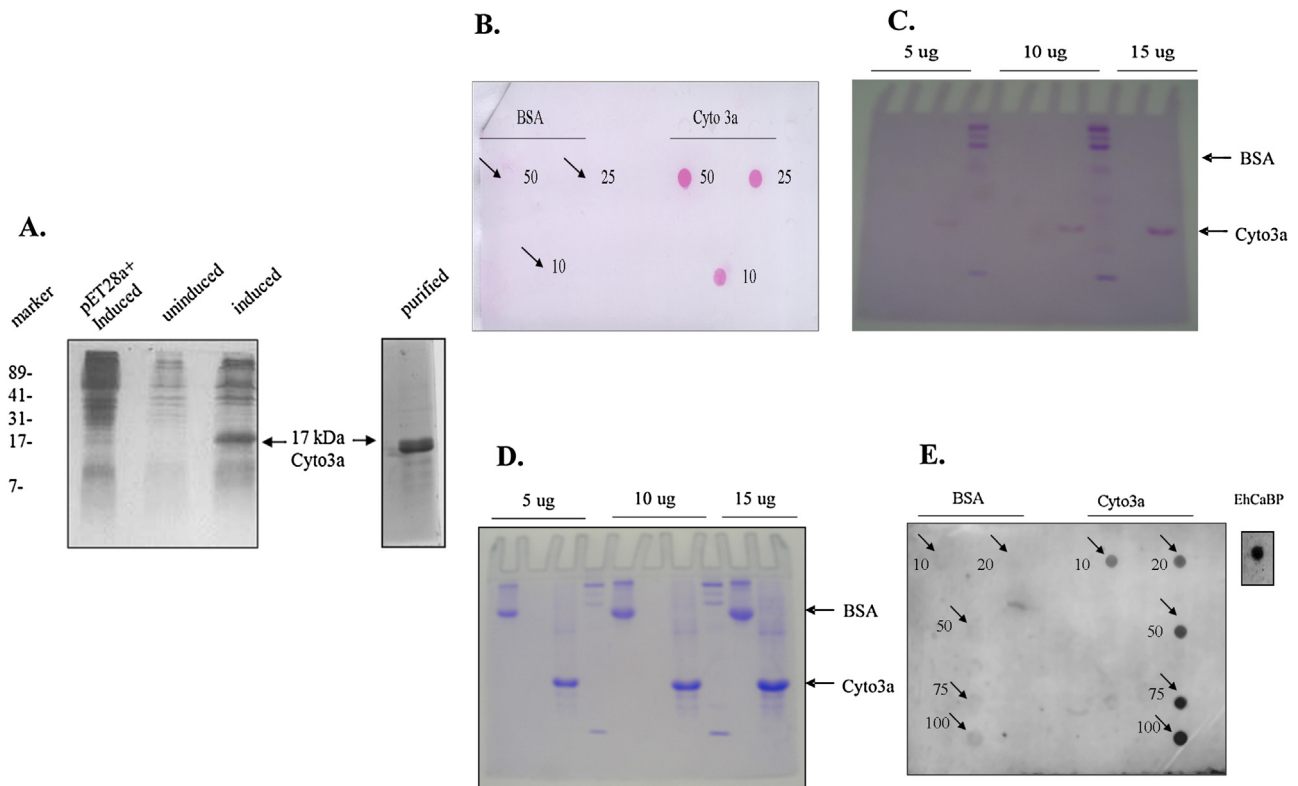 A.
marker
pET28a+
Induced
uninduced
induced
purified
89-
41-
31-
17-
7-
17 kDa
Cyto3a
B.
BSA
Cyto 3a
50
25
50
25
10
10
C.
5 ug
10 ug
15 ug
BSA
Cyto3a
D.
5 ug
10 ug
15 ug
BSA
Cyto3a
E.
BSA
Cyto3a
EhCaBP
10
20
10
20
50
50
75
75
100
100